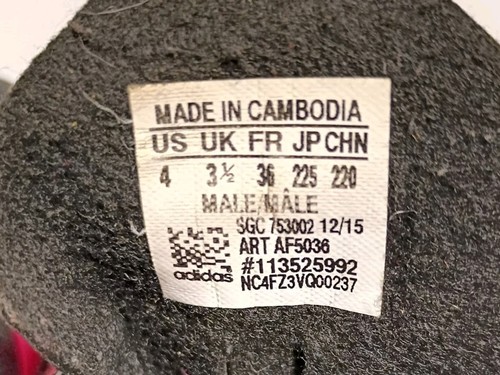 MADE IN CAMBODIA
US UK FR JP CHN
4 3½ 36 225 220
MALE/MÂLE
SGC 753002 12/15
ART AF5036
#113525992
adidas NC4FZ3VQ00237